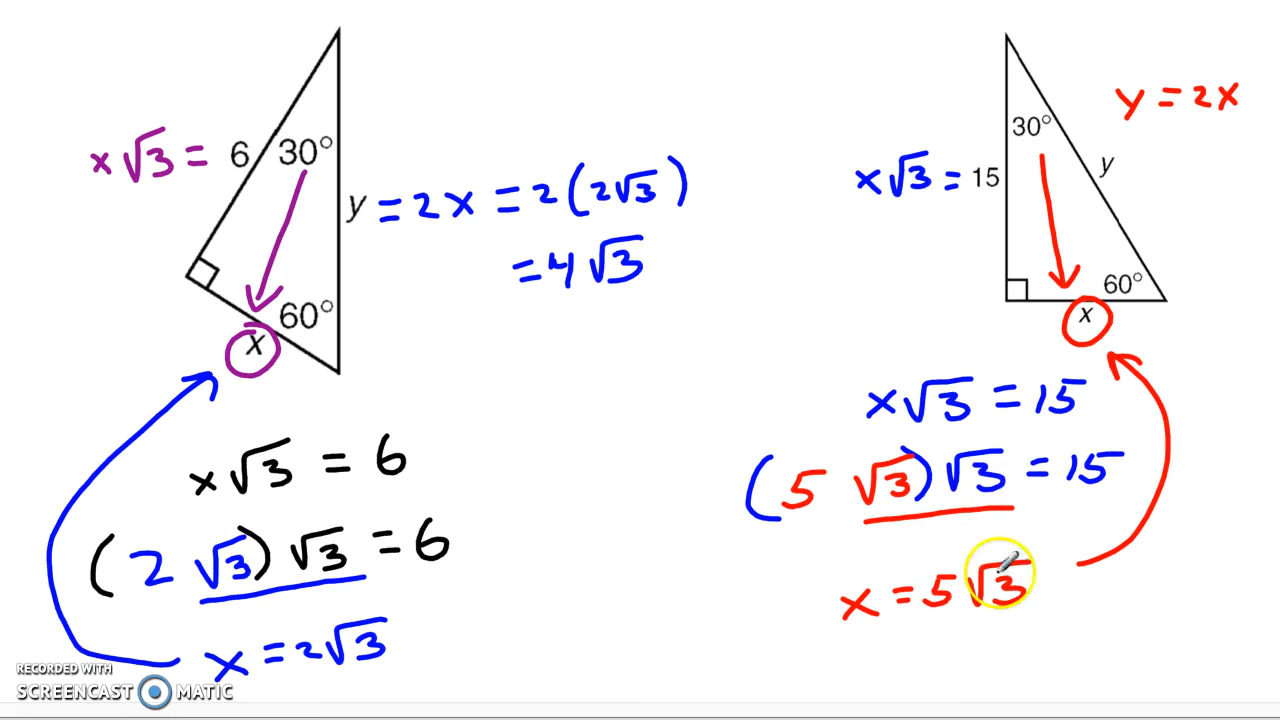 x√3 = 6
30°
y = 2x = 2(2√3)
= 4√3
60°
x
x√3 = 6
(2 √3)√3 = 6
x = 2√3
y = 2x
30°
x√3 = 15
y
60°
x
x√3 = 15
(5 √3)√3 = 15
x = 5√3
RECORDED WITH
SCREENCAST MATIC